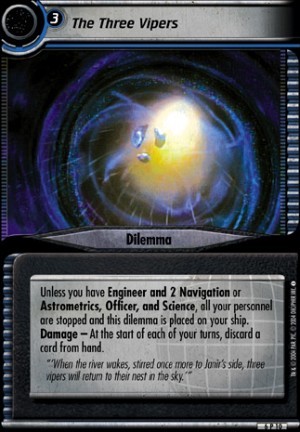 3 The Three Vipers
Dilemma
Unless you have Engineer and 2 Navigation or
Astrometrics, Officer, and Science, all your personnel
are stopped and this dilemma is placed on your ship.
Damage – At the start of each of your turns, discard a
card from hand.
"'When the river wakes, stirred once more to Janir's side, three
vipers will return to their nest in the sky.'"
6 P 10